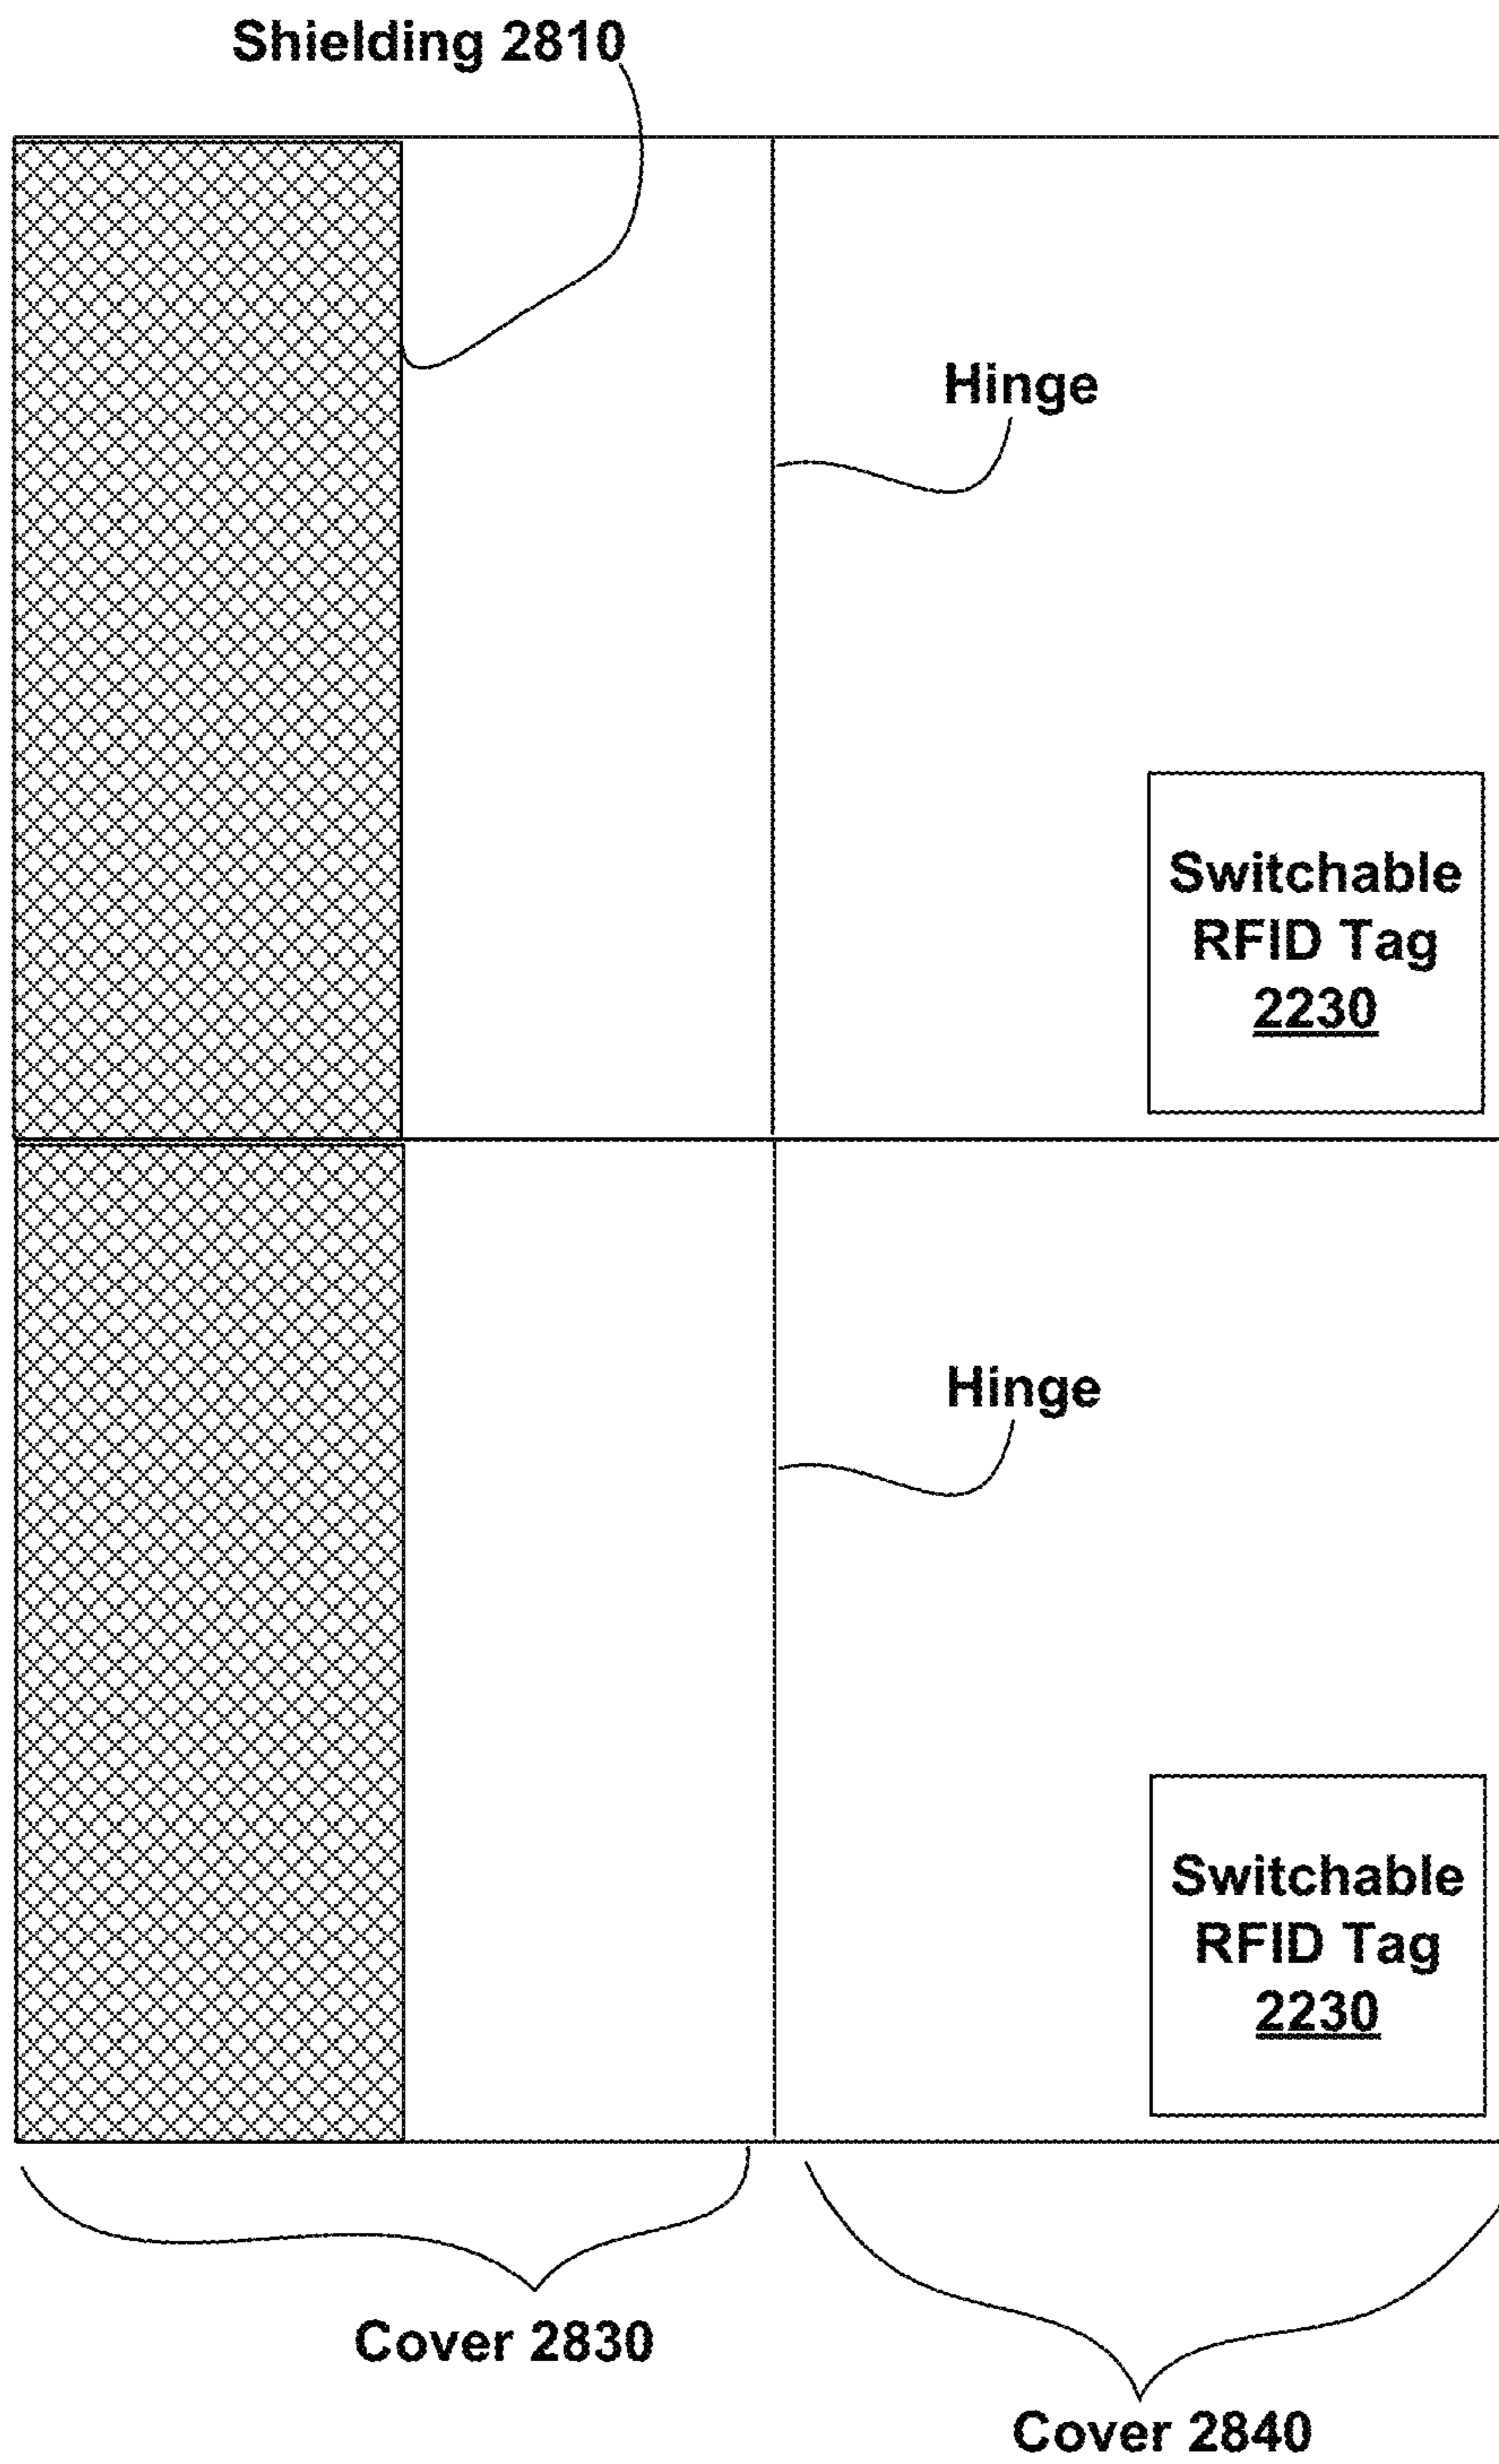 Shielding 2810
Hinge
Switchable
RFID Tag
2230
Hinge
Switchable
RFID Tag
2230
Cover 2830
Cover 2840